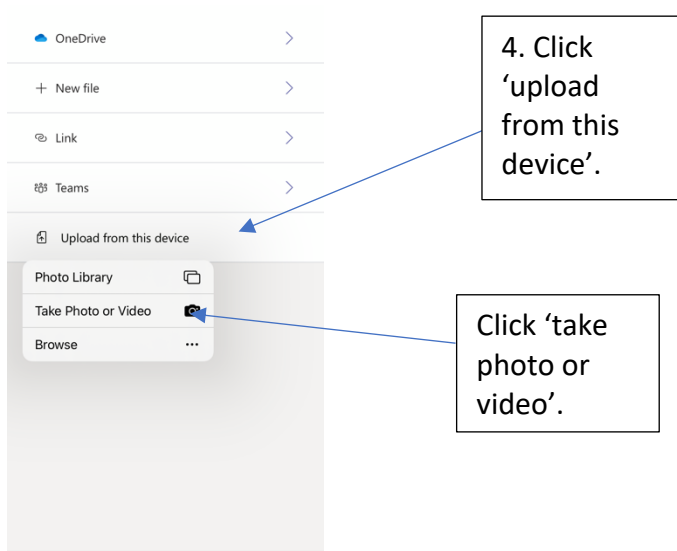 OneDrive
New file
Link
Teams
Upload from this device
Photo Library
Take Photo or Video
Browse
4. Click
‘upload
from this
device’.
Click ‘take
photo or
video’.